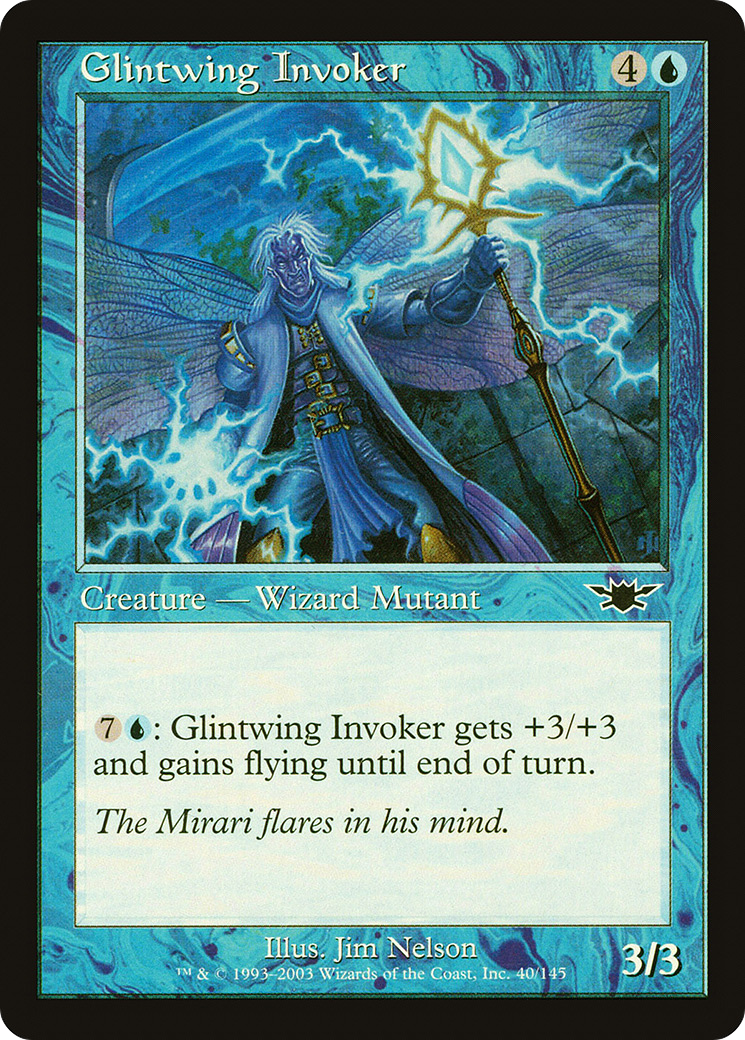 Glintwing Invoker 4
Creature — Wizard Mutant
7 : Glintwing Invoker gets +3/+3
and gains flying until end of turn.
The Mirari flares in his mind.
Illus. Jim Nelson
™ & © 1993–2003 Wizards of the Coast, Inc. 40/145
3/3